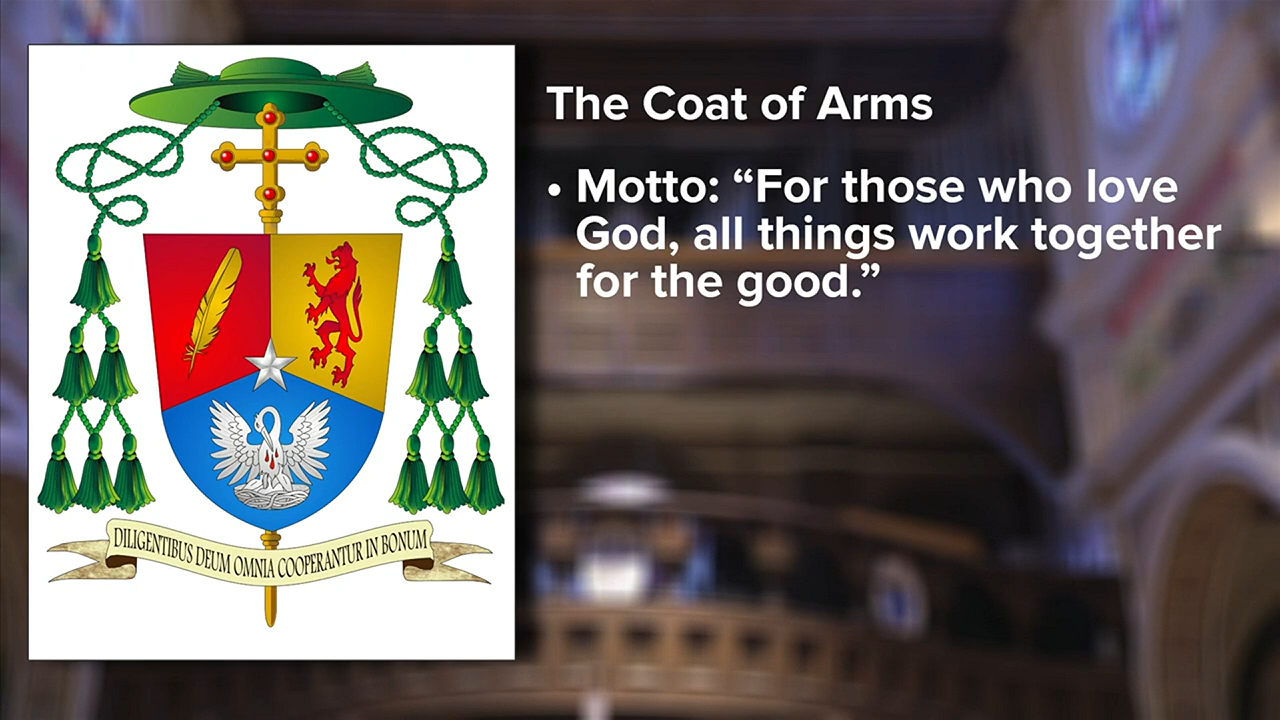 The Coat of Arms
• Motto: “For those who love
God, all things work together
for the good.”
DILIGENTIBUS DEUM OMNIA COOPERANTUR IN BONUM